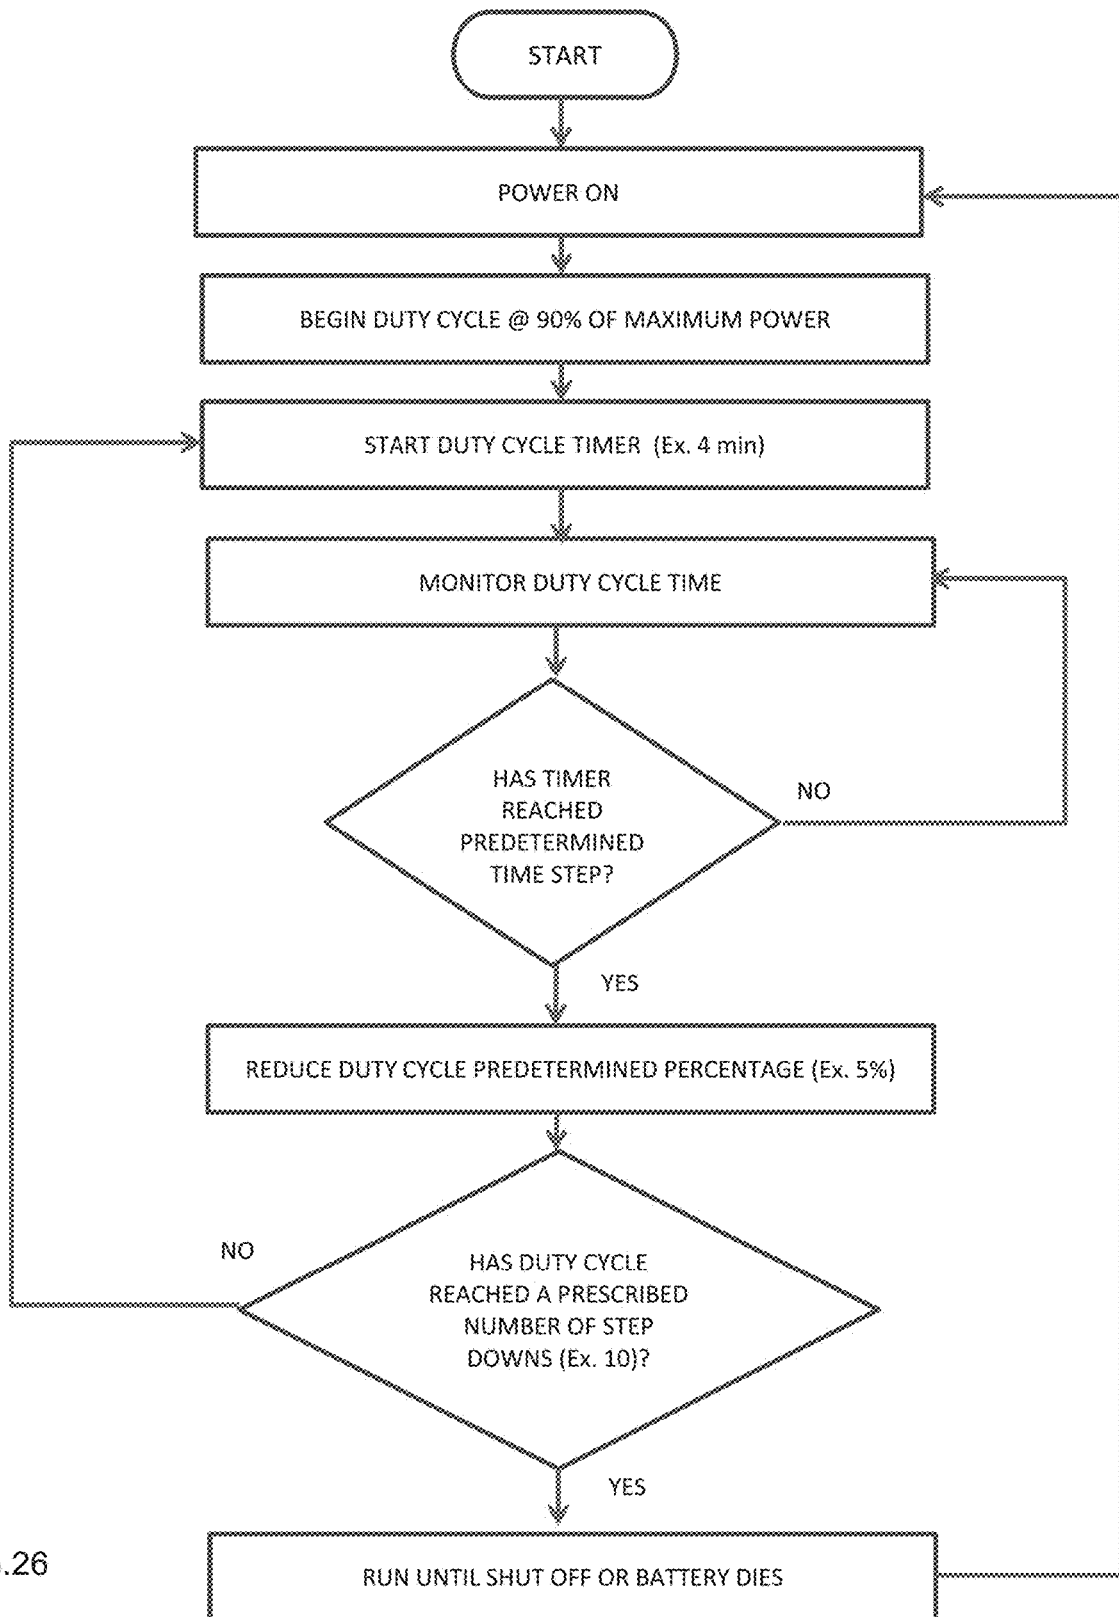 START
POWER ON
BEGIN DUTY CYCLE @ 90% OF MAXIMUM POWER
START DUTY CYCLE TIMER (Ex. 4 min)
MONITOR DUTY CYCLE TIME
HAS TIMER
REACHED
PREDETERMINED
TIME STEP?
NO
YES
REDUCE DUTY CYCLE PREDETERMINED PERCENTAGE (Ex. 5%)
NO
HAS DUTY CYCLE
REACHED A PRESCRIBED
NUMBER OF STEP
DOWNS (Ex. 10)?
YES
RUN UNTIL SHUT OFF OR BATTERY DIES
.26